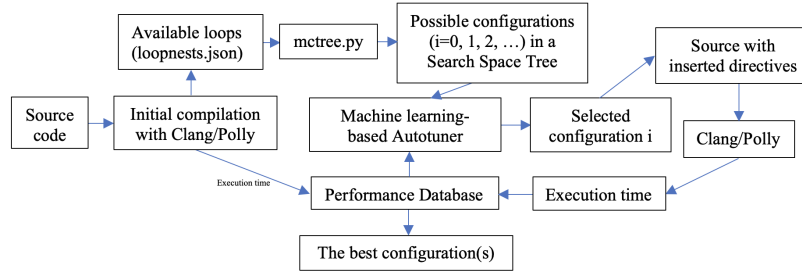 Available loops
(loopnests.json)
mctree.py
Possible configurations
(i=0, 1, 2, …) in a
Search Space Tree
Source with
inserted directives
Source
code
Initial compilation
with Clang/Polly
Machine learning-
based Autotuner
Selected
configuration i
Clang/Polly
Execution time
Performance Database
Execution time
The best configuration(s)